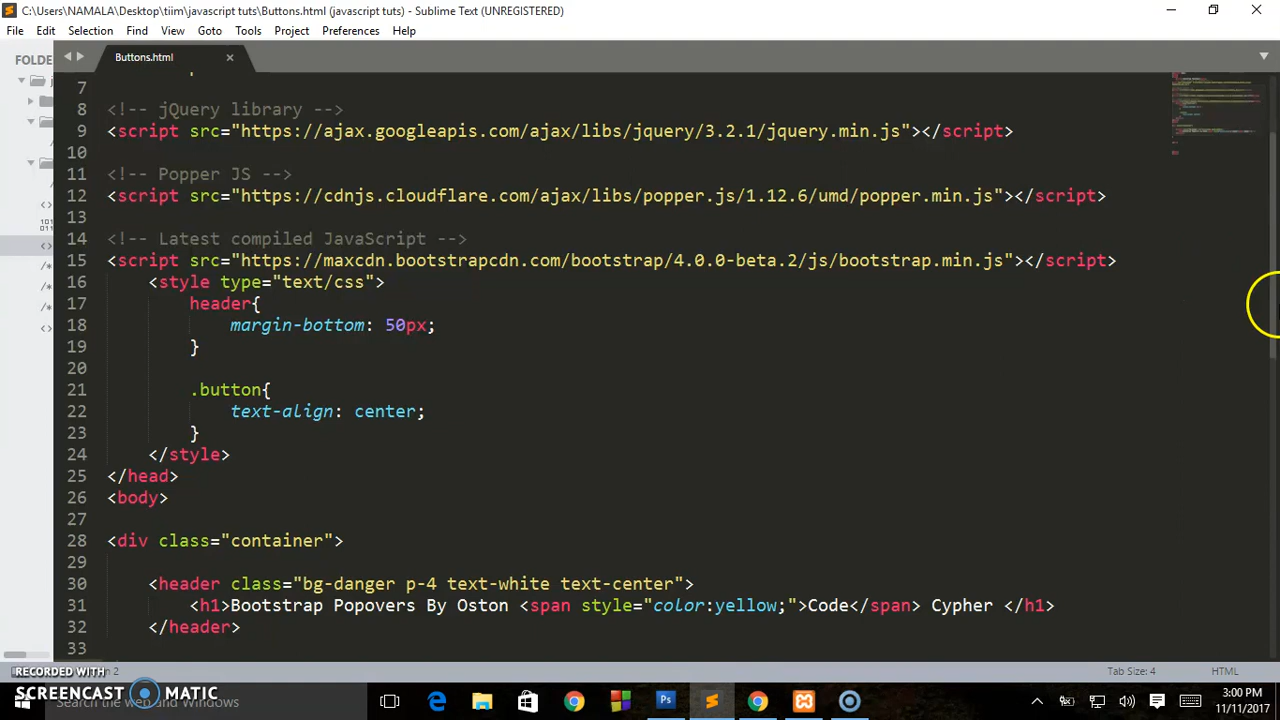 C:\Users\NAMALA\Desktop\tiim\javascript tuts\Buttons.html (javascript tuts) - Sublime Text (UNREGISTERED)
File Edit Selection Find View Goto Tools Project Preferences Help
FOLDE
Buttons.html
7
8 <!-- jQuery library -->
9 <script src="https://ajax.googleapis.com/ajax/libs/jquery/3.2.1/jquery.min.js"></script>
10
11 <!-- Popper JS -->
12 <script src="https://cdnjs.cloudflare.com/ajax/libs/popper.js/1.12.6/umd/popper.min.js"></script>
13
14 <!-- Latest compiled JavaScript -->
15 <script src="https://maxcdn.bootstrapcdn.com/bootstrap/4.0.0-beta.2/js/bootstrap.min.js"></script>
16 <style type="text/css">
17 header{
18 margin-bottom: 50px;
19 }
20
21 .button{
22 text-align: center;
23 }
24 </style>
25 </head>
26 <body>
27
28 <div class="container">
29
30 <header class="bg-danger p-4 text-white text-center">
31 <h1>Bootstrap Popovers By Oston <span style="color:yellow;">Code</span> Cypher </h1>
32 </header>
33
RECORDED WITH
SCREENCAST MATIC
2
Tab Size: 4
HTML
Search the web and Windows
3:00 PM
11/11/2017